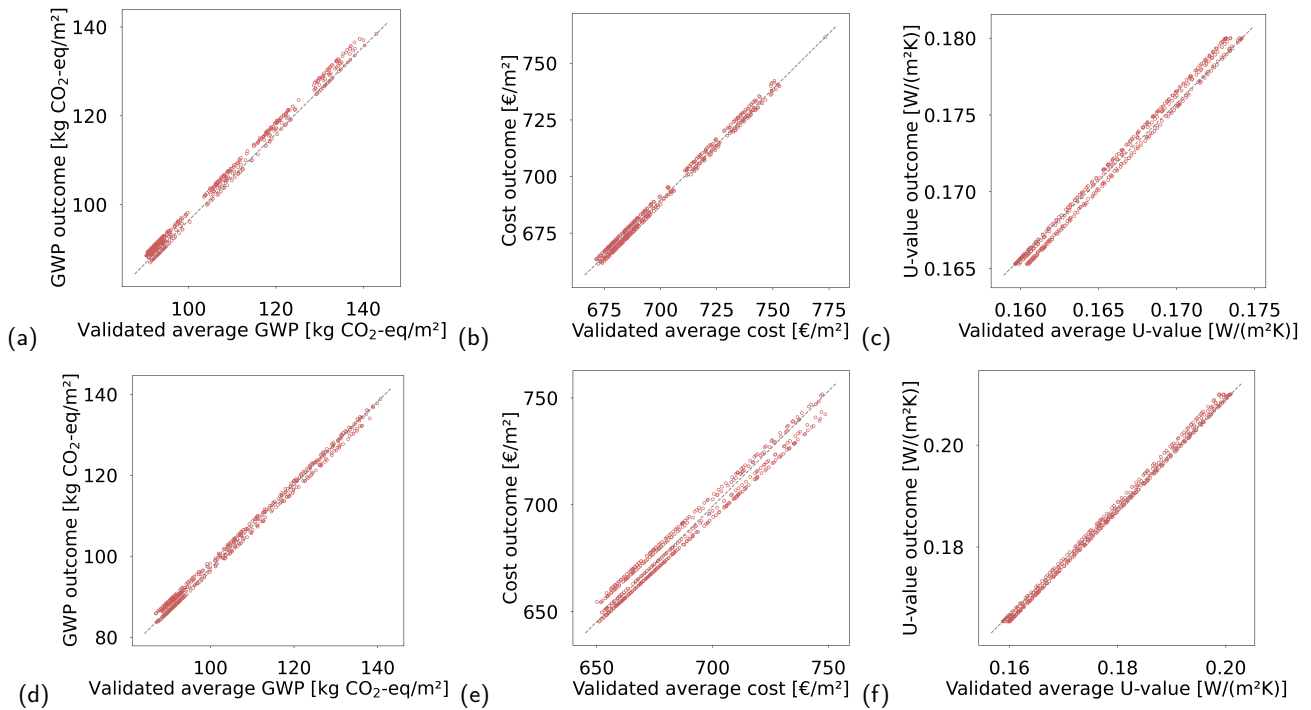 GWP outcome [kg CO₂-eq/m²]
140
120
100
100
120
140
Validated average GWP [kg CO₂-eq/m²]
(a)
Cost outcome [€/m²]
750
725
700
675
675
700
725
750
775
Validated average cost [€/m²]
(b)
U-value outcome [W/(m²K)]
0.180
0.175
0.170
0.165
0.160
0.165
0.170
0.175
Validated average U-value [W/(m²K)]
(c)
GWP outcome [kg CO₂-eq/m²]
140
120
100
80
100
120
140
Validated average GWP [kg CO₂-eq/m²]
(d)
Cost outcome [€/m²]
750
700
650
650
700
750
Validated average cost [€/m²]
(e)
U-value outcome [W/(m²K)]
0.20
0.18
0.16
0.18
0.20
Validated average U-value [W/(m²K)]
(f)